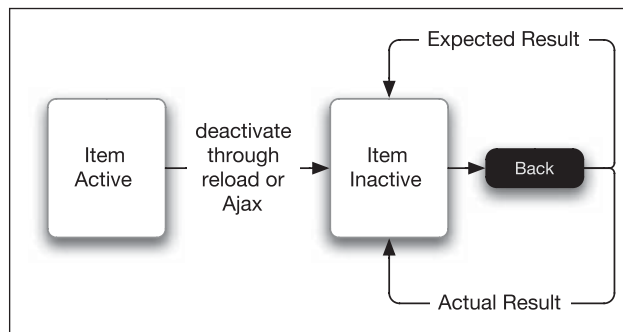 Expected Result
Item
Active
deactivate
through
reload or
Ajax
Item
Inactive
Back
Actual Result